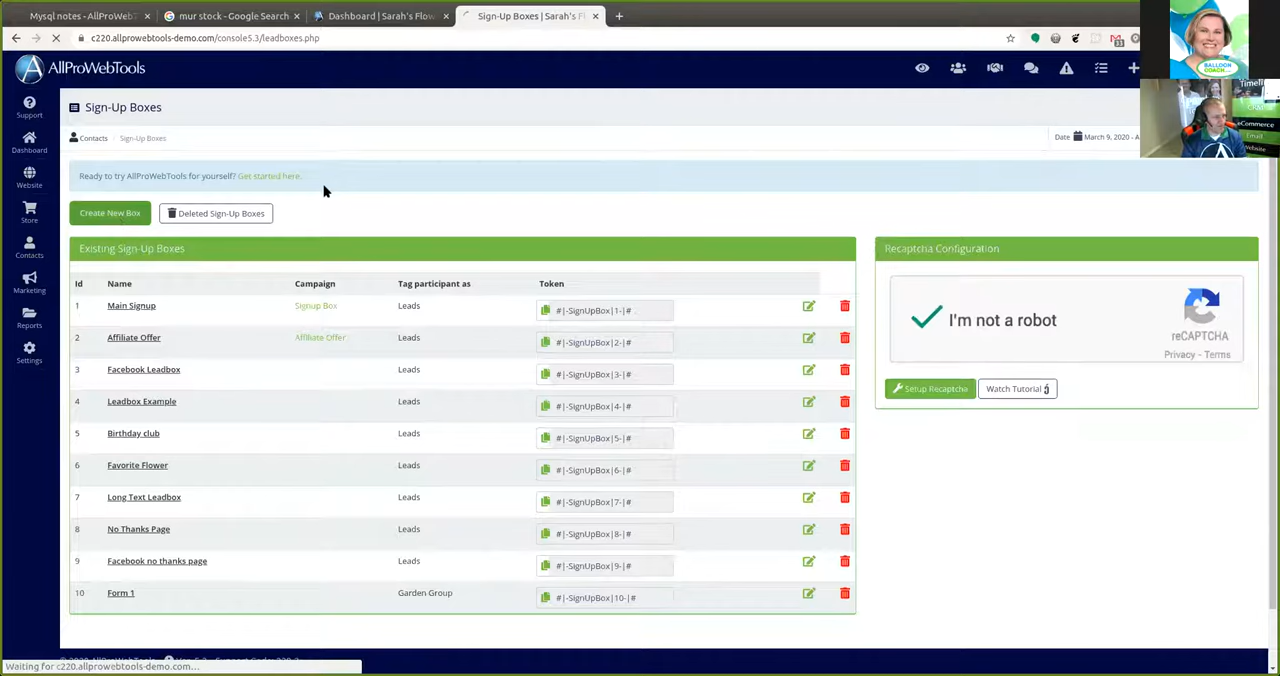 Mysql notes - AllProWebT
mur stock - Google Search
Dashboard | Sarah's Flow
Sign-Up Boxes | Sarah's Fl
c220.allprowebtools-demo.com/console5.3/leadboxes.php
AllProWebTools
BALLOON COACH
Timeli
eCommerce
Email
Website
Support
Dashboard
Website
Store
Contacts
Marketing
Reports
Settings
Sign-Up Boxes
Contacts / Sign-Up Boxes
Date March 9, 2020 - A
Ready to try AllProWebTools for yourself? Get started here.
Create New Box
Deleted Sign-Up Boxes
Existing Sign-Up Boxes
Id Name Campaign Tag participant as Token
1 Main Signup Signup Box Leads #|-SignUpBox|1-|#
2 Affiliate Offer Affiliate Offer Leads #|-SignUpBox|2-|#
3 Facebook Leadbox Leads #|-SignUpBox|3-|#
4 Leadbox Example Leads #|-SignUpBox|4-|#
5 Birthday club Leads #|-SignUpBox|5-|#
6 Favorite Flower Leads #|-SignUpBox|6-|#
7 Long Text Leadbox Leads #|-SignUpBox|7-|#
8 No Thanks Page Leads #|-SignUpBox|8-|#
9 Facebook no thanks page Leads #|-SignUpBox|9-|#
10 Form 1 Garden Group #|-SignUpBox|10-|#
Recaptcha Configuration
I'm not a robot
reCAPTCHA
Privacy - Terms
Setup Recaptcha
Watch Tutorial
Waiting for c220.allprowebtools-demo.com...